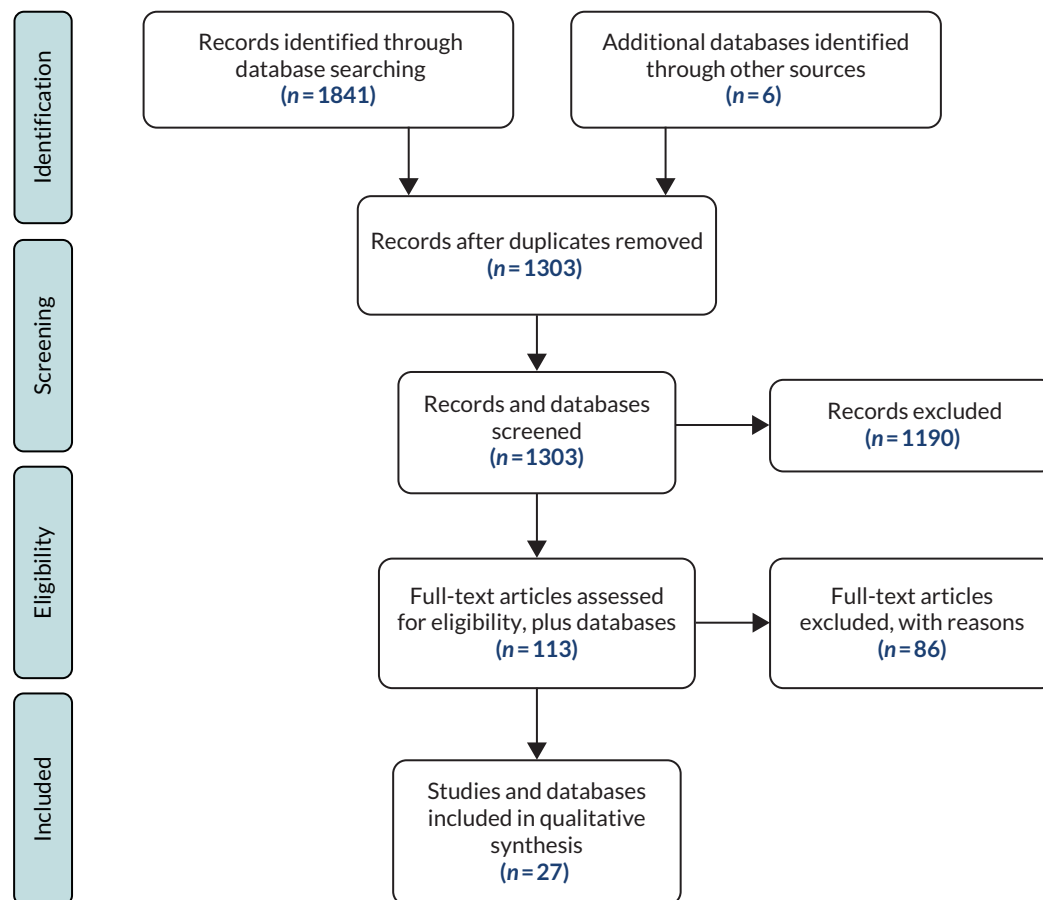 Identification
Records identified through
database searching
(n=1841)
Additional databases identified
through other sources
(n=6)
Screening
Records after duplicates removed
(n=1303)
Records and databases
screened
(n=1303)
Records excluded
(n=1190)
Eligibility
Full-text articles assessed
for eligibility, plus databases
(n=113)
Full-text articles
excluded, with reasons
(n=86)
Included
Studies and databases
included in qualitative
synthesis
(n=27)